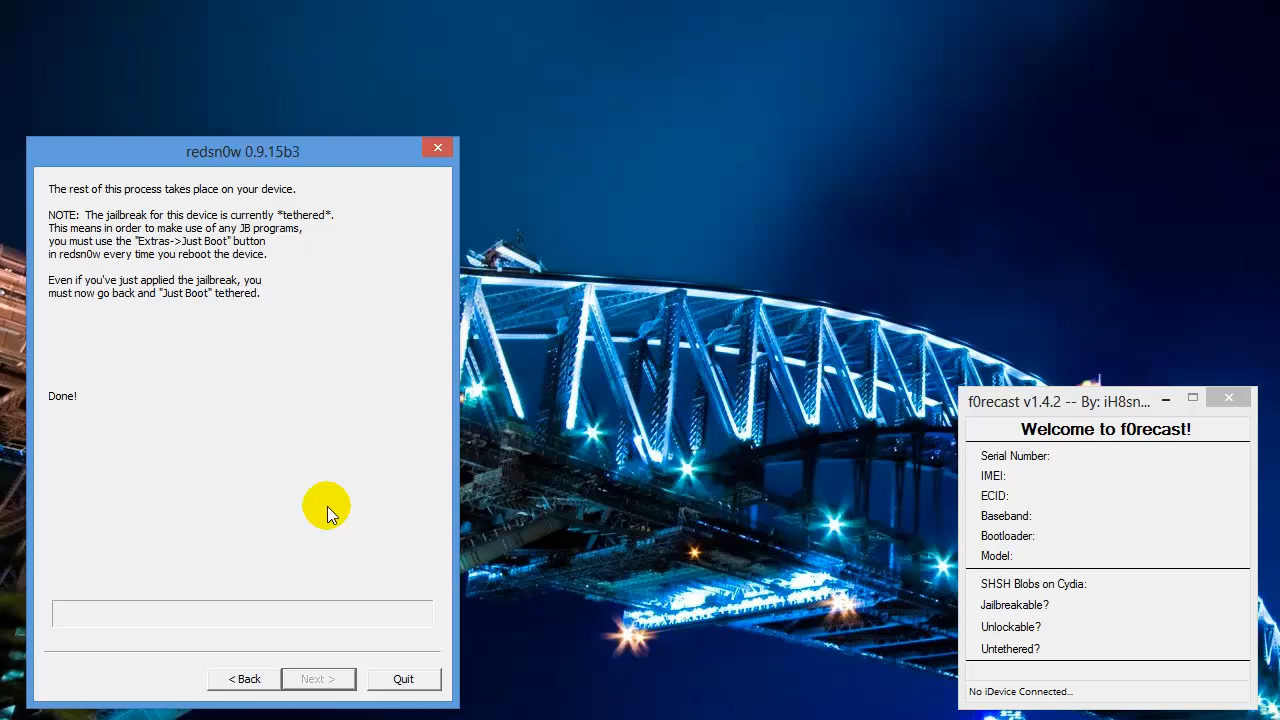 redsn0w 0.9.15b3
The rest of this process takes place on your device.
NOTE:  The jailbreak for this device is currently *tethered*.
This means in order to make use of any JB programs,
you must use the "Extras->Just Boot" button
in redsn0w every time you reboot the device.
Even if you've just applied the jailbreak, you
must now go back and "Just Boot" tethered.
Done!
< Back
Next >
Quit
f0recast v1.4.2 -- By: iH8sn...
Welcome to f0recast!
Serial Number:
IMEI:
ECID:
Baseband:
Bootloader:
Model:
SHSH Blobs on Cydia:
Jailbreakable?
Unlockable?
Untethered?
No iDevice Connected...